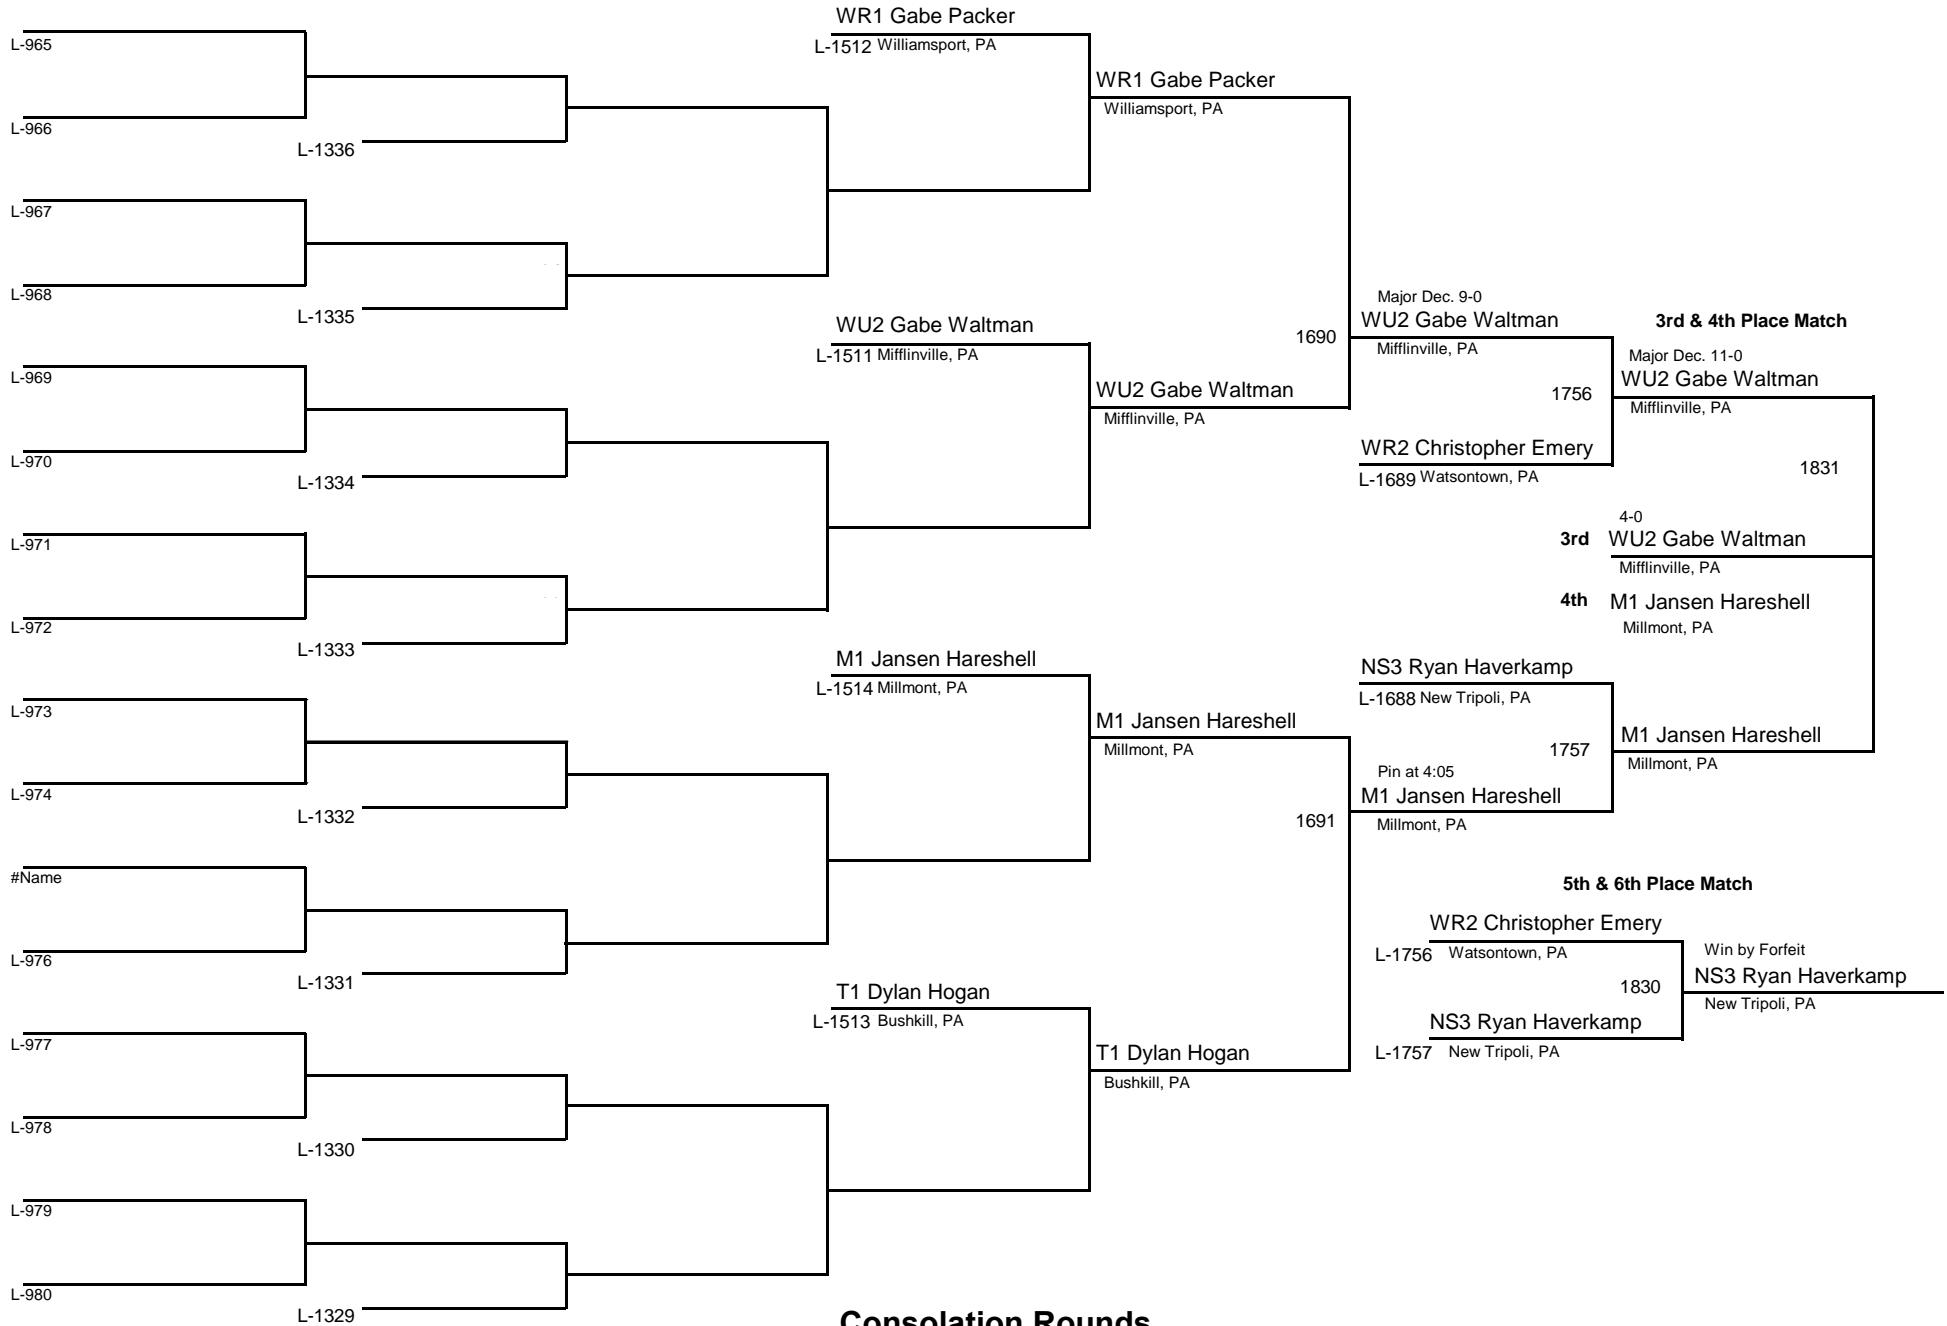 L-965
L-966
L-1336
L-967
L-968
L-1335
L-969
L-970
L-1334
L-971
L-972
L-1333
L-973
L-974
L-1332
#Name
L-976
L-1331
L-977
L-978
L-1330
L-979
L-980
L-1329
WR1 Gabe Packer
L-1512 Williamsport, PA
WU2 Gabe Waltman
L-1511 Mifflinville, PA
M1 Jansen Hareshell
L-1514 Millmont, PA
T1 Dylan Hogan
L-1513 Bushkill, PA
WR1 Gabe Packer
Williamsport, PA
1690
WU2 Gabe Waltman
Mifflinville, PA
M1 Jansen Hareshell
Millmont, PA
1691
T1 Dylan Hogan
Bushkill, PA
Major Dec. 9-0
WU2 Gabe Waltman
Mifflinville, PA
1756
WR2 Christopher Emery
L-1689 Watsontown, PA
NS3 Ryan Haverkamp
L-1688 New Tripoli, PA
1757
Pin at 4:05
M1 Jansen Hareshell
Millmont, PA
3rd & 4th Place Match
Major Dec. 11-0
WU2 Gabe Waltman
Mifflinville, PA
1831
4-0
3rd WU2 Gabe Waltman
Mifflinville, PA
4th M1 Jansen Hareshell
Millmont, PA
M1 Jansen Hareshell
Millmont, PA
5th & 6th Place Match
WR2 Christopher Emery
L-1756 Watsontown, PA
1830
NS3 Ryan Haverkamp
L-1757 New Tripoli, PA
Win by Forfeit
NS3 Ryan Haverkamp
New Tripoli, PA
Consolation Rounds